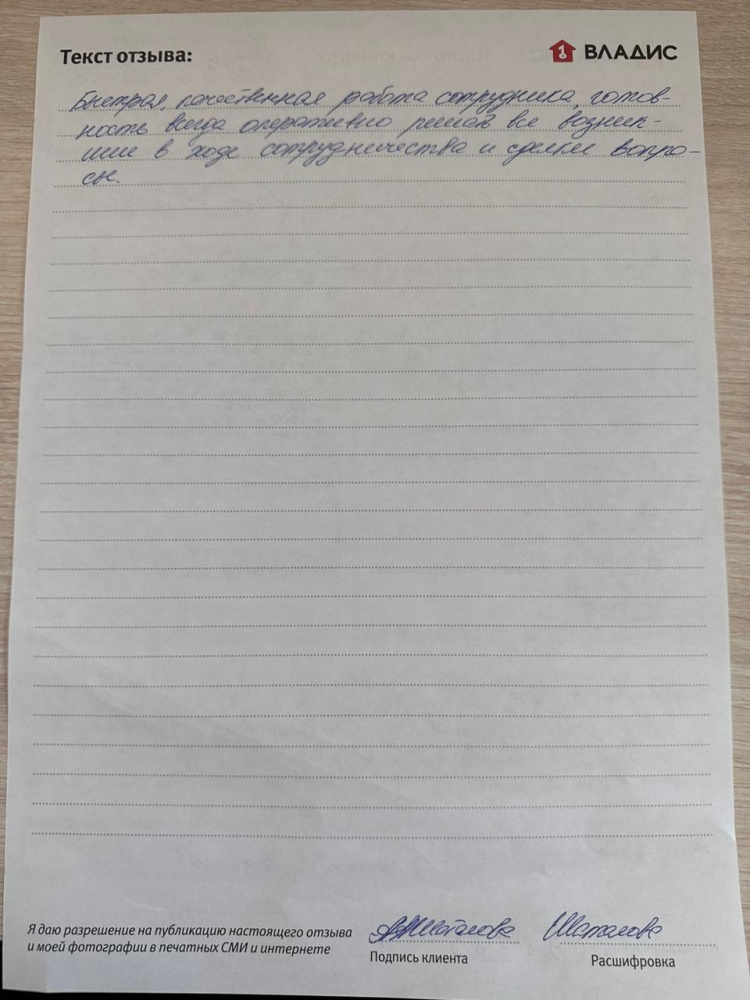 Текст отзыва:
ВЛАДИС
Быстрая, качественная работа сотрудника, готов-
ность всегда оперативно решать все возник-
шие в ходе сотрудничества и сделки вопро-
сы.
Я даю разрешение на публикацию настоящего отзыва
и моей фотографии в печатных СМИ и интернете
Подпись клиента
Расшифровка